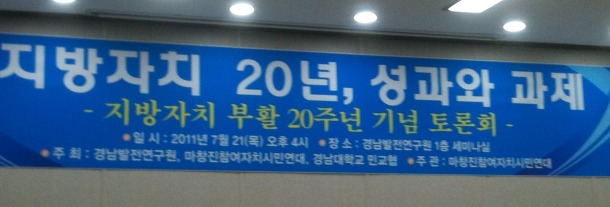 지방자치 20년, 성과와 과제
- 지방자치 부활 20주년 기념 토론회 -
●일 시 : 2011년 7월 21(목) 오후 4시 ●장 소 : 경남발전연구원 1층 세미나실
●주 최 : 경남발전연구원, 마창진참여자치시민연대, 경남대학교 민교협 ●주 관 : 마창진참여자치시민연대